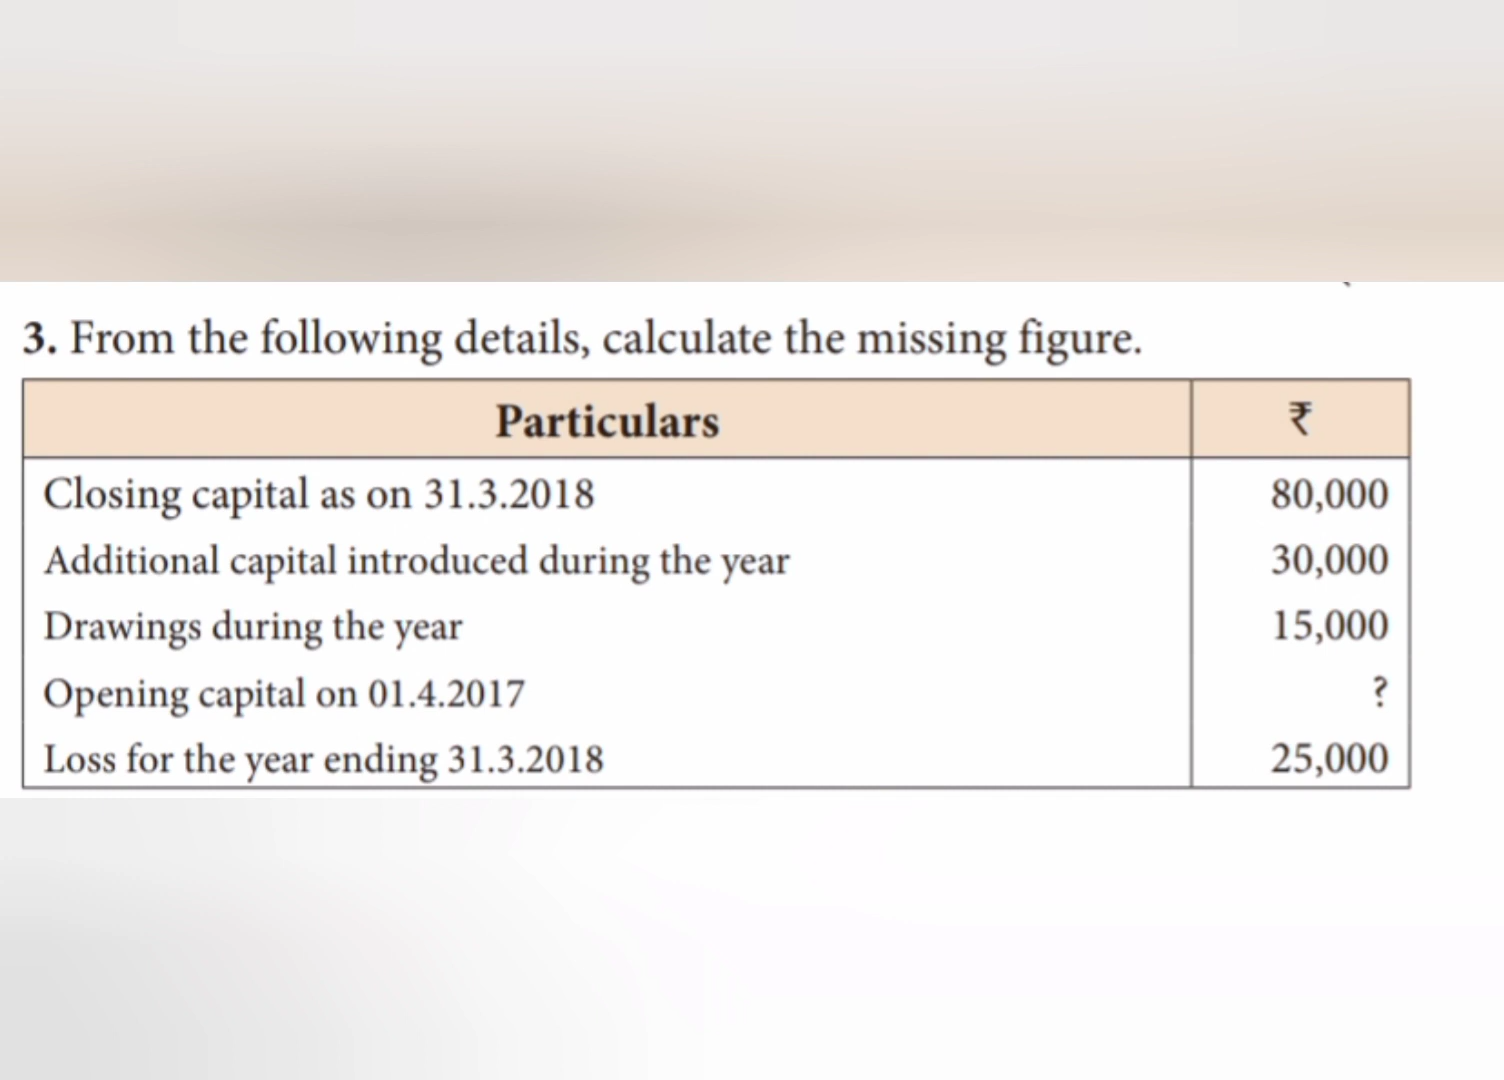 3. From the following details, calculate the missing figure.
Particulars ₹
Closing capital as on 31.3.2018 80,000
Additional capital introduced during the year 30,000
Drawings during the year 15,000
Opening capital on 01.4.2017 ?
Loss for the year ending 31.3.2018 25,000